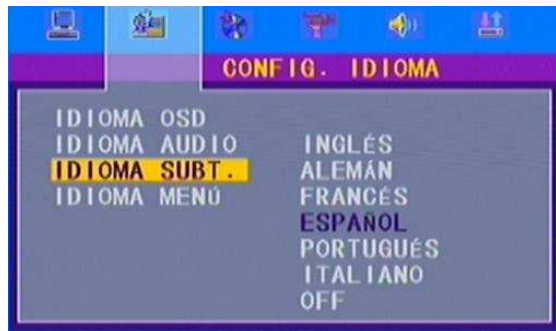 CONFIG. IDIOMA
IDIOMA OSD
IDIOMA AUDIO
IDIOMA SUBT.
IDIOMA MENÚ
INGLÉS
ALEMÁN
FRANCÉS
ESPAÑOL
PORTUGUÉS
ITALIANO
OFF